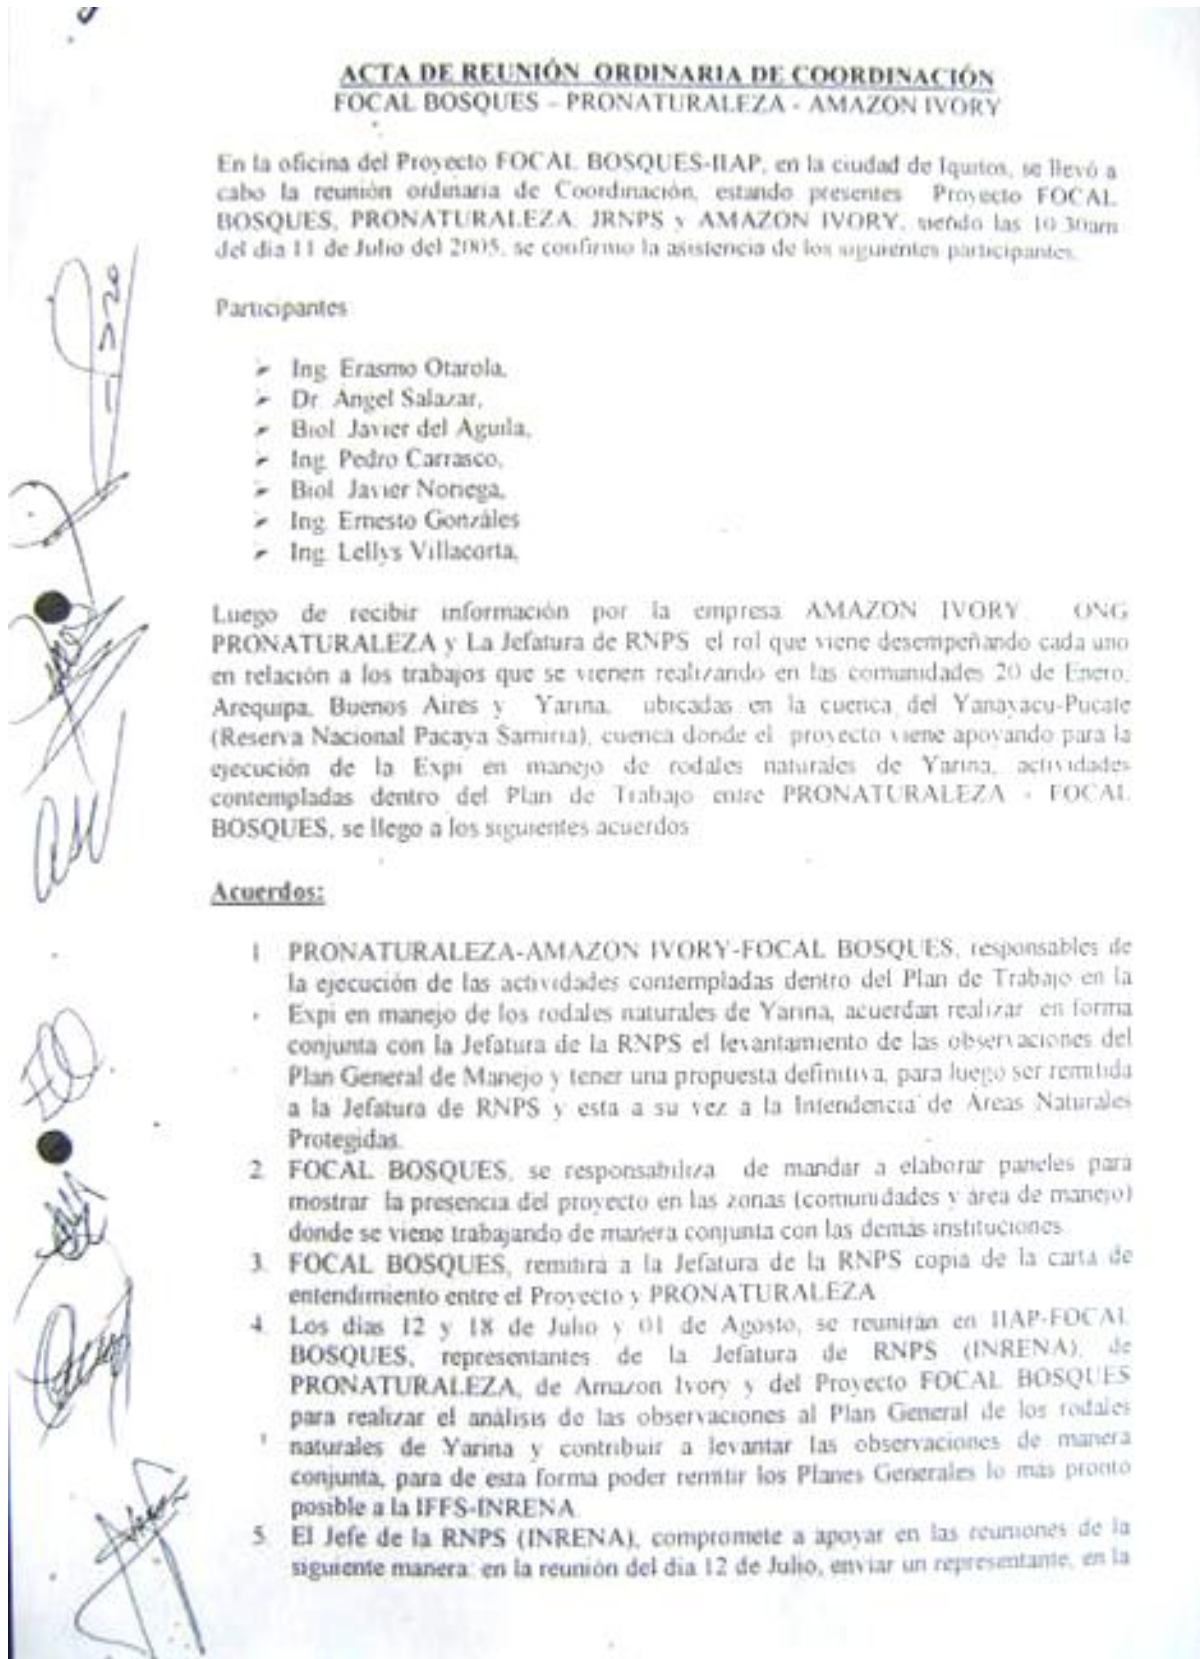 ACTA DE REUNIÓN ORDINARIA DE COORDINACIÓN
FOCAL BOSQUES – PRONATURALEZA - AMAZON IVORY
En la oficina del Proyecto FOCAL BOSQUES-IIAP, en la ciudad de Iquitos, se llevó a
cabo la reunión ordinaria de Coordinación, estando presentes Proyecto FOCAL
BOSQUES, PRONATURALEZA, JRNPS y AMAZON IVORY, siendo las 10:30am
del día 11 de Julio del 2005, se confirmo la asistencia de los siguientes participantes.
Participantes
➢ Ing. Erasmo Otarola,
➢ Dr. Angel Salazar,
➢ Biol. Javier del Aguila,
➢ Ing. Pedro Carrasco,
➢ Biol. Javier Noriega,
➢ Ing. Ernesto Gonzáles
➢ Ing. Lellys Villacorta,
Luego de recibir información por la empresa AMAZON IVORY ONG
PRONATURALEZA y La Jefatura de RNPS el rol que viene desempeñando cada uno
en relación a los trabajos que se vienen realizando en las comunidades 20 de Enero,
Arequipa, Buenos Aires y Yarina, ubicadas en la cuenca del Yanayacu-Pucate
(Reserva Nacional Pacaya Samiria), cuenca donde el proyecto viene apoyando para la
ejecución de la Expi en manejo de rodales naturales de Yarina, actividades
contempladas dentro del Plan de Trabajo entre PRONATURALEZA - FOCAL
BOSQUES, se llego a los siguientes acuerdos
Acuerdos:
1 PRONATURALEZA-AMAZON IVORY-FOCAL BOSQUES, responsables de
la ejecución de las actividades contempladas dentro del Plan de Trabajo en la
Expi en manejo de los rodales naturales de Yarina, acuerdan realizar en forma
conjunta con la Jefatura de la RNPS el levantamiento de las observaciones del
Plan General de Manejo y tener una propuesta definitiva, para luego ser remitida
a la Jefatura de RNPS y esta a su vez a la Intendencia de Áreas Naturales
Protegidas.
2. FOCAL BOSQUES, se responsabiliza de mandar a elaborar paneles para
mostrar la presencia del proyecto en las zonas (comunidades y área de manejo)
donde se viene trabajando de manera conjunta con las demás instituciones.
3. FOCAL BOSQUES, remitirá a la Jefatura de la RNPS copia de la carta de
entendimiento entre el Proyecto y PRONATURALEZA
4. Los días 12 y 18 de Julio y 01 de Agosto, se reunirán en IIAP-FOCAL
BOSQUES, representantes de la Jefatura de RNPS (INRENA), de
PRONATURALEZA, de Amazon Ivory y del Proyecto FOCAL BOSQUES
para realizar el análisis de las observaciones al Plan General de los rodales
naturales de Yarina y contribuir a levantar las observaciones de manera
conjunta, para de esta forma poder remitir los Planes Generales lo mas pronto
posible a la IFFS-INRENA.
5. El Jefe de la RNPS (INRENA), compromete a apoyar en las reuniones de la
siguiente manera: en la reunión del dia 12 de Julio, enviar un representante, en la